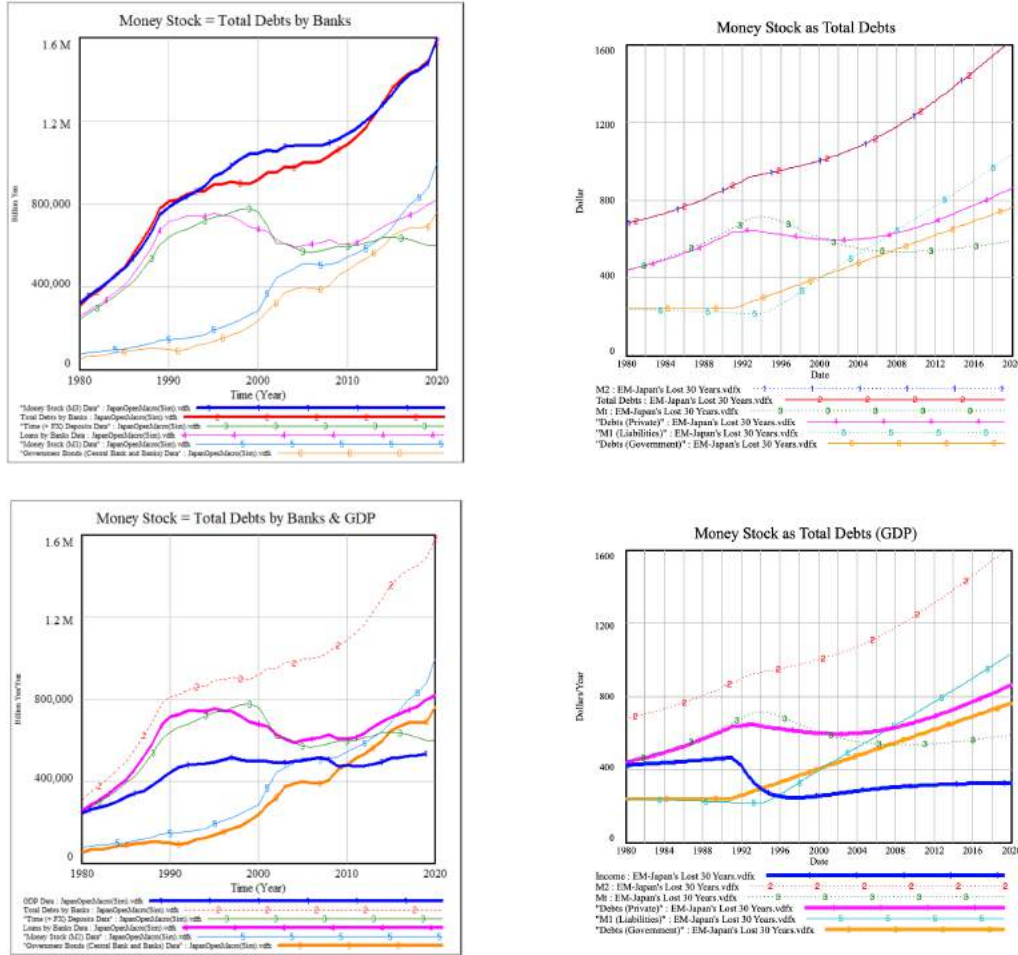 Money Stock = Total Debts by Banks
1.6 M
1.2 M
800,000
400,000
0
Billion Yen
1980 1990 2000 2010 2020
Time (Year)
"Money Stock (M3) Data" : JapanOpenMacro(Sim).vdfx
Total Debts by Banks : JapanOpenMacro(Sim).vdfx
"Time (+ FX) Deposits Data" : JapanOpenMacro(Sim).vdfx
Loans by Banks Data : JapanOpenMacro(Sim).vdfx
"Money Stock (M1) Data" : JapanOpenMacro(Sim).vdfx
"Government Bonds (Central Bank and Banks) Data" : JapanOpenMacro(Sim).vdfx
Money Stock as Total Debts
1600
1200
800
400
0
Dollar
1980 1984 1988 1992 1996 2000 2004 2008 2012 2016 2020
Date
M2 : EM-Japan's Lost 30 Years.vdfx
Total Debts : EM-Japan's Lost 30 Years.vdfx
Mt : EM-Japan's Lost 30 Years.vdfx
"Debts (Private)" : EM-Japan's Lost 30 Years.vdfx
"M1 (Liabilities)" : EM-Japan's Lost 30 Years.vdfx
"Debts (Government)" : EM-Japan's Lost 30 Years.vdfx
Money Stock = Total Debts by Banks & GDP
1.6 M
1.2 M
800,000
400,000
0
Billion Yen/Year
1980 1990 2000 2010 2020
Time (Year)
GDP Data : JapanOpenMacro(Sim).vdfx
Total Debts by Banks : JapanOpenMacro(Sim).vdfx
"Time (+ FX) Deposits Data" : JapanOpenMacro(Sim).vdfx
Loans by Banks Data : JapanOpenMacro(Sim).vdfx
"Money Stock (M1) Data" : JapanOpenMacro(Sim).vdfx
"Government Bonds (Central Bank and Banks) Data" : JapanOpenMacro(Sim).vdfx
Money Stock as Total Debts (GDP)
1600
1200
800
400
0
Dollars/Year
1980 1984 1988 1992 1996 2000 2004 2008 2012 2016 2020
Date
Income : EM-Japan's Lost 30 Years.vdfx
M2 : EM-Japan's Lost 30 Years.vdfx
Mt : EM-Japan's Lost 30 Years.vdfx
"Debts (Private)" : EM-Japan's Lost 30 Years.vdfx
"M1 (Liabilities)" : EM-Japan's Lost 30 Years.vdfx
"Debts (Government)" : EM-Japan's Lost 30 Years.vdfx